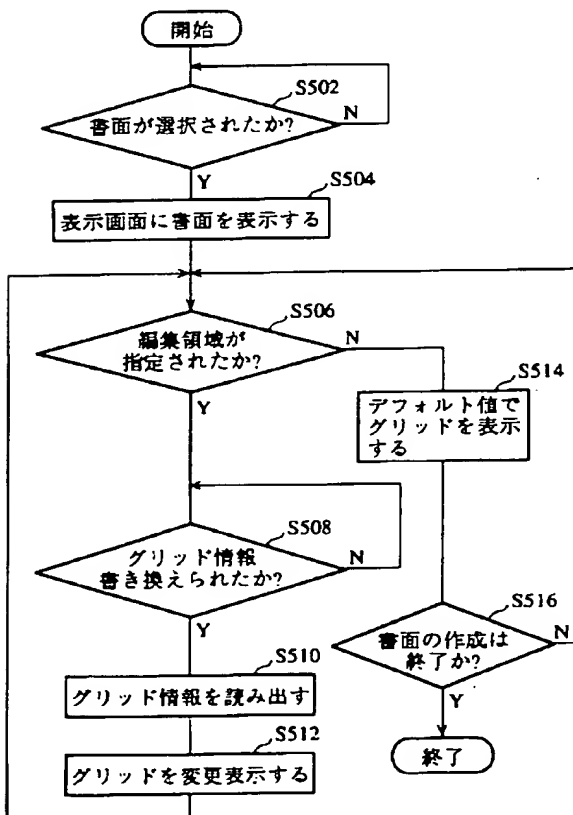 開始
S502
書面が選択されたか?
N
Y
S504
表示画面に書面を表示する
S506
編集領域が
指定されたか?
N
Y
S514
デフォルト値で
グリッドを表示
する
S508
グリッド情報
書き換えられたか?
N
Y
S516
書面の作成は
終了か?
N
Y
S510
グリッド情報を読み出す
S512
グリッドを変更表示する
終了